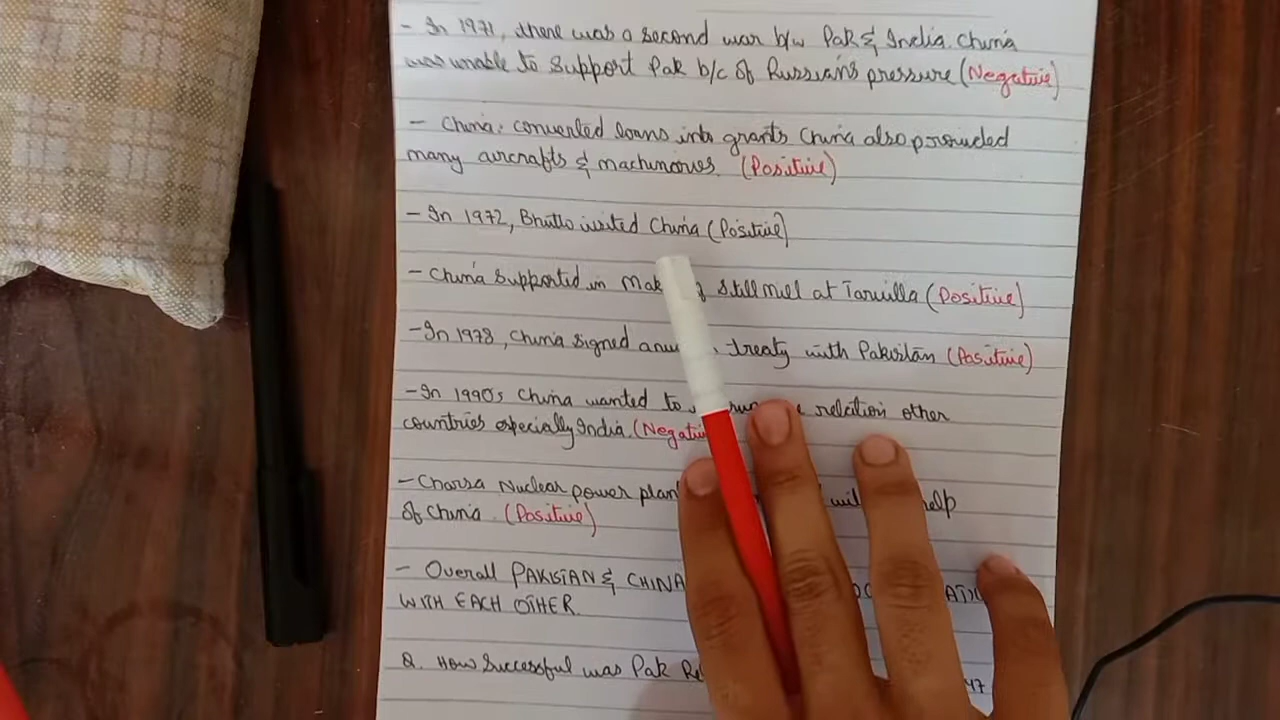 - In 1971, there was a second war b/w Pak & India. China
was unable to Support Pak b/c of Russian's pressure (Negative)
- China converted loans into grants China also provided
many aircrafts & machinories. (Positive)
- In 1972, Bhutto visited China (Positive)
- China Supported in Mak still mill at Taxilla (Positive)
- In 1978, China signed treaty with Pakistan (Positive)
- In 1990s China wanted to relation other
countries especially India. (Negative
- Charsa Nuclear power plan help
of China (Positive)
- Overall PAKISTAN & CHINA
WITH EACH OTHER.
Q. How Successful was Pak Re 47